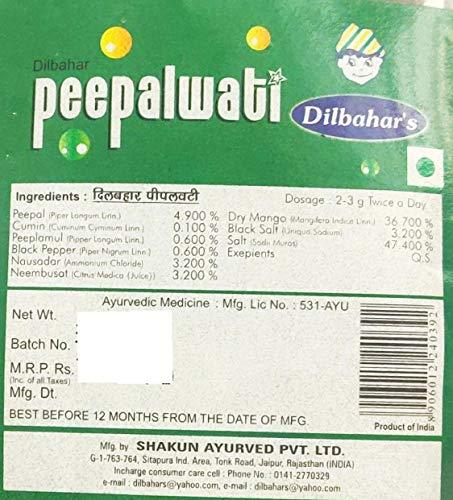 Dilbahar
peepalwati
Dilbahar's
Ingredients : दिलबहार पीपलवटी
Dosage : 2-3 g Twice a Day
Peepal (Piper Longum Linn.) 4.900 %
Cumin (Cuminum Cyminum Linn.) 0.100 %
Peeplamul (Pipper Longum Linn.) 0.600 %
Black Pepper (Piper Nigrum Linn.) 0.600 %
Nausadar (Ammonium Chloride) 3.200 %
Neembusat (Citrus Medica (Juice)) 3.200 %
Dry Mango (Mangifera Indica Linn.) 36.700 %
Black Salt (Uniqua Sodium) 3.200 %
Salt (Sodii Muras) 47.400 %
Exepients Q.S.
Ayurvedic Medicine : Mfg. Lic No. : 531-AYU
Net Wt.
Batch No.
M.R.P. Rs.
(Inc. of all Taxes)
Mfg. Dt.
BEST BEFORE 12 MONTHS FROM THE DATE OF MFG.
8906012240392
Product of India
Mfg. by SHAKUN AYURVED PVT. LTD.
G-1-763-764, Sitapura Ind. Area, Tonk Road, Jaipur, Rajasthan (INDIA)
Incharge consumer care cell : Phone No. : 0141-2770329
e-mail : dilbahars@yahoo.com, e-mail : dilbahars@yahoo.com